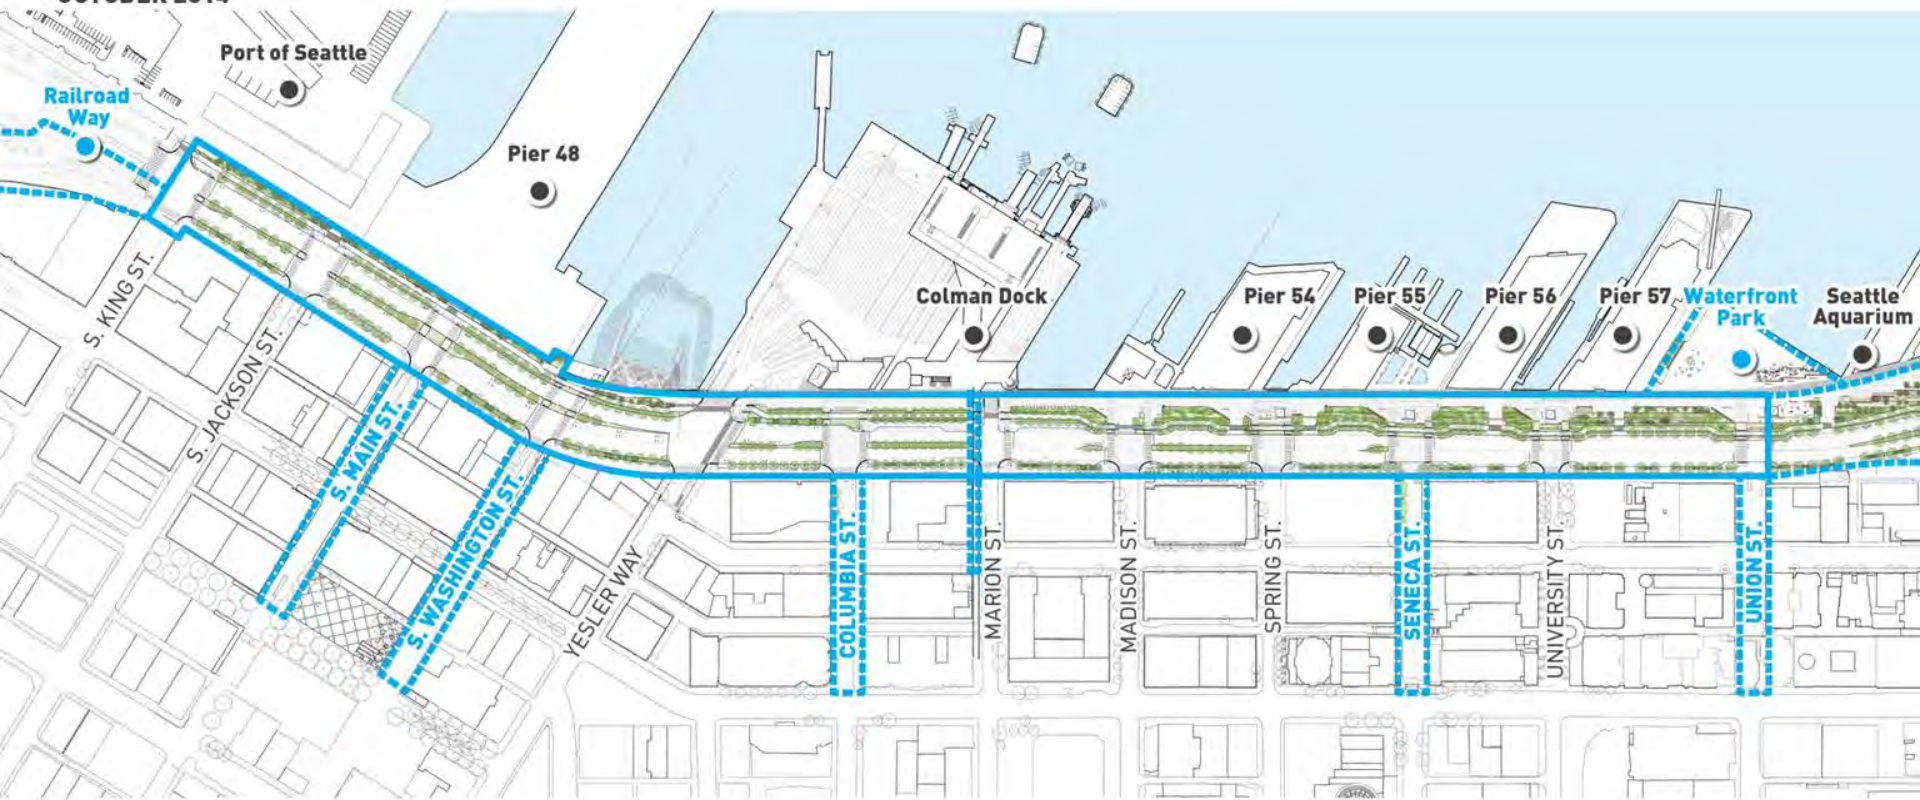 OCTOBER 2014
Port of Seattle
Railroad
Way
Pier 48
Colman Dock
Pier 54
Pier 55
Pier 56
Pier 57
Waterfront
Park
Seattle
Aquarium
S. KING ST.
S. JACKSON ST.
S. MAIN ST.
S. WASHINGTON ST.
YESLER WAY
COLUMBIA ST.
MARION ST.
MADISON ST.
SPRING ST.
SENECA ST.
UNIVERSITY ST.
UNION ST.